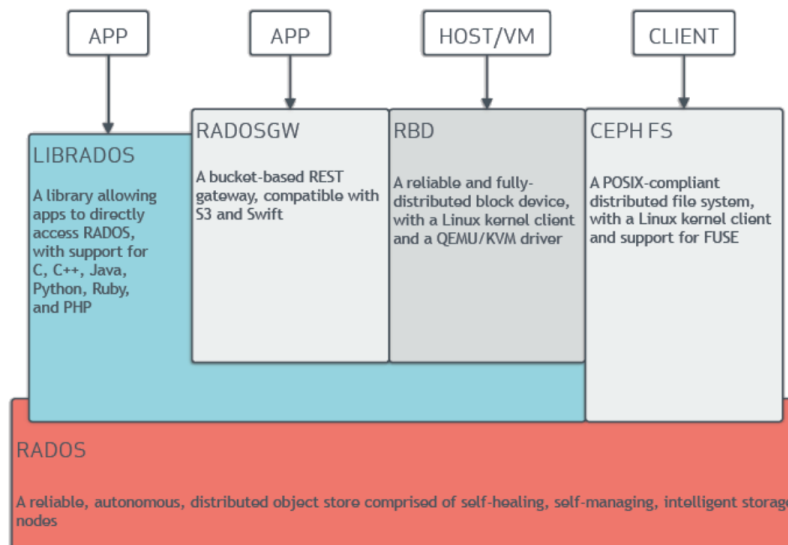 APP
APP
HOST/VM
CLIENT
LIBRADOS
A library allowing
apps to directly
access RADOS,
with support for
C, C++, Java,
Python, Ruby,
and PHP
RADOSGW
A bucket-based REST
gateway, compatible with
S3 and Swift
RBD
A reliable and fully-
distributed block device,
with a Linux kernel client
and a QEMU/KVM driver
CEPH FS
A POSIX-compliant
distributed file system,
with a Linux kernel client
and support for FUSE
RADOS
A reliable, autonomous, distributed object store comprised of self-healing, self-managing, intelligent storage
nodes